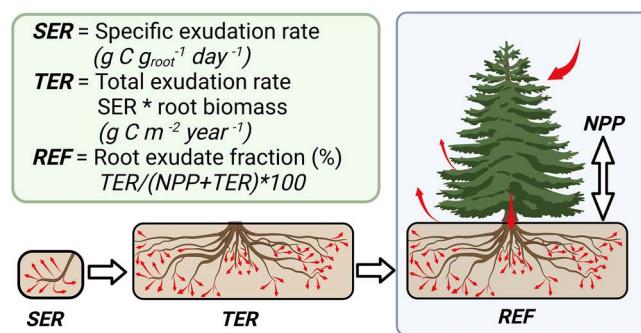 SER = Specific exudation rate
(g C g_root⁻¹ day ⁻¹)
TER = Total exudation rate
SER * root biomass
(g C m ⁻² year ⁻¹)
REF = Root exudate fraction (%)
TER/(NPP+TER)*100
NPP
SER
TER
REF